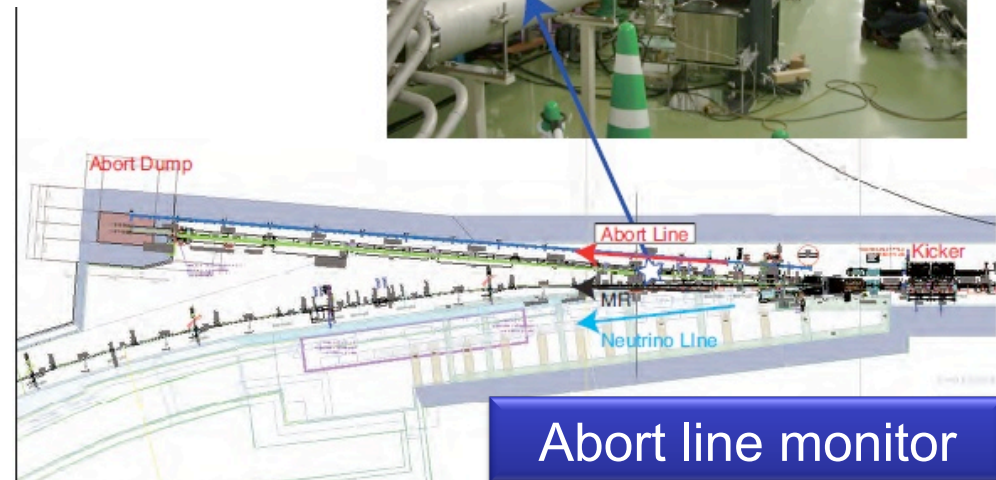 Abort Dump
Abort Line
Kicker
MR
Neutrino LIne
Abort line monitor